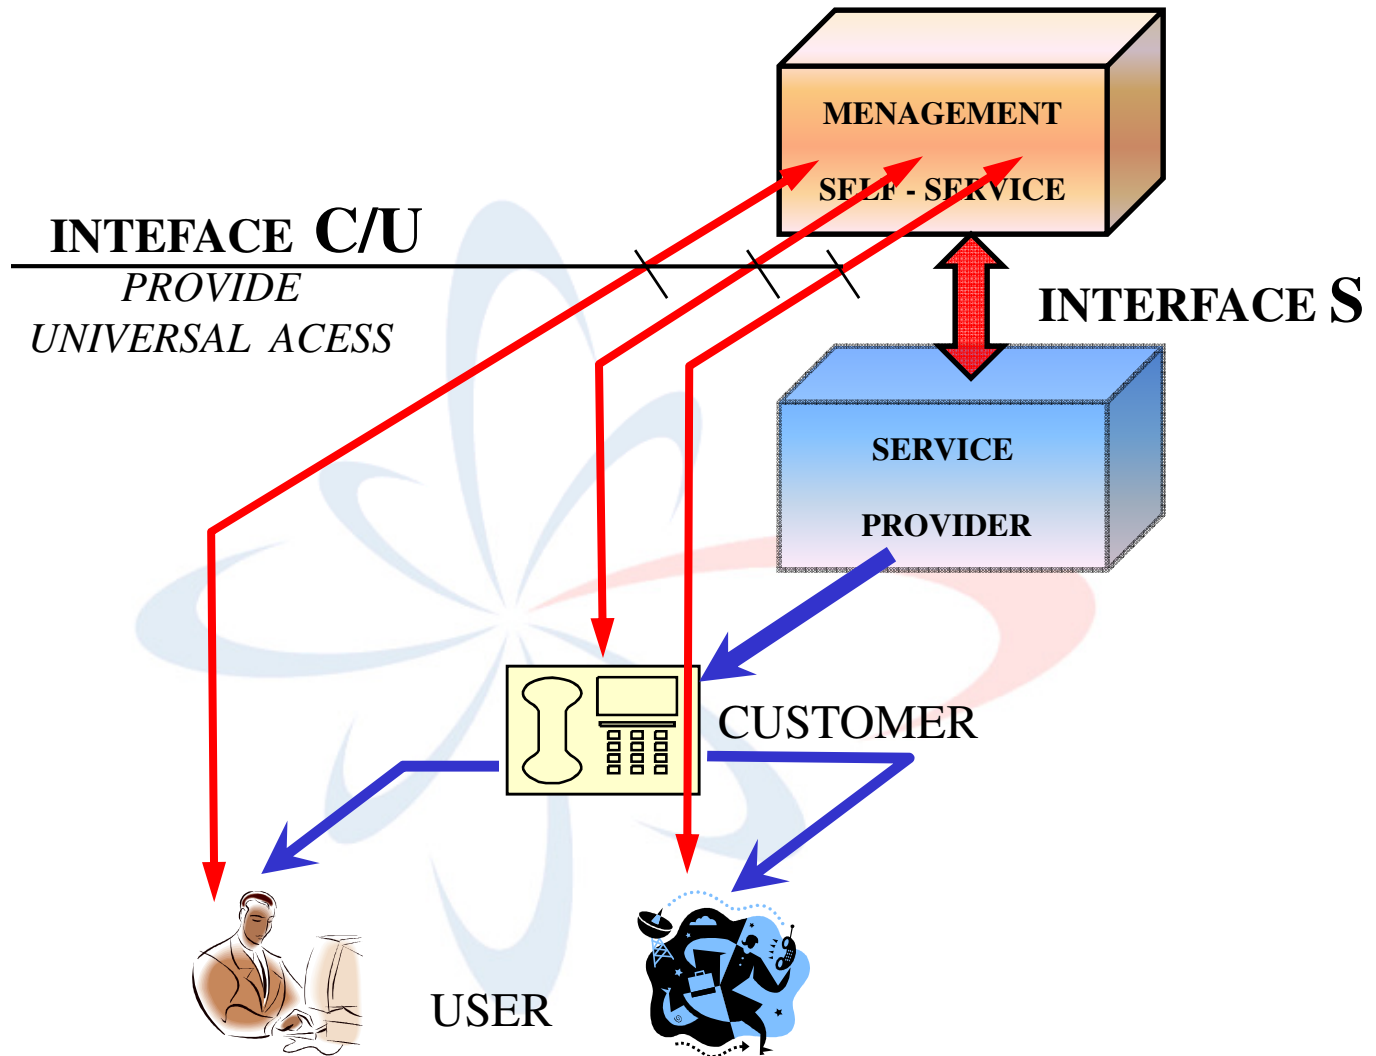 MENAGEMENT
SELF - SERVICE
INTEFACE C/U
PROVIDE
UNIVERSAL ACESS
INTERFACE S
SERVICE
PROVIDER
CUSTOMER
USER